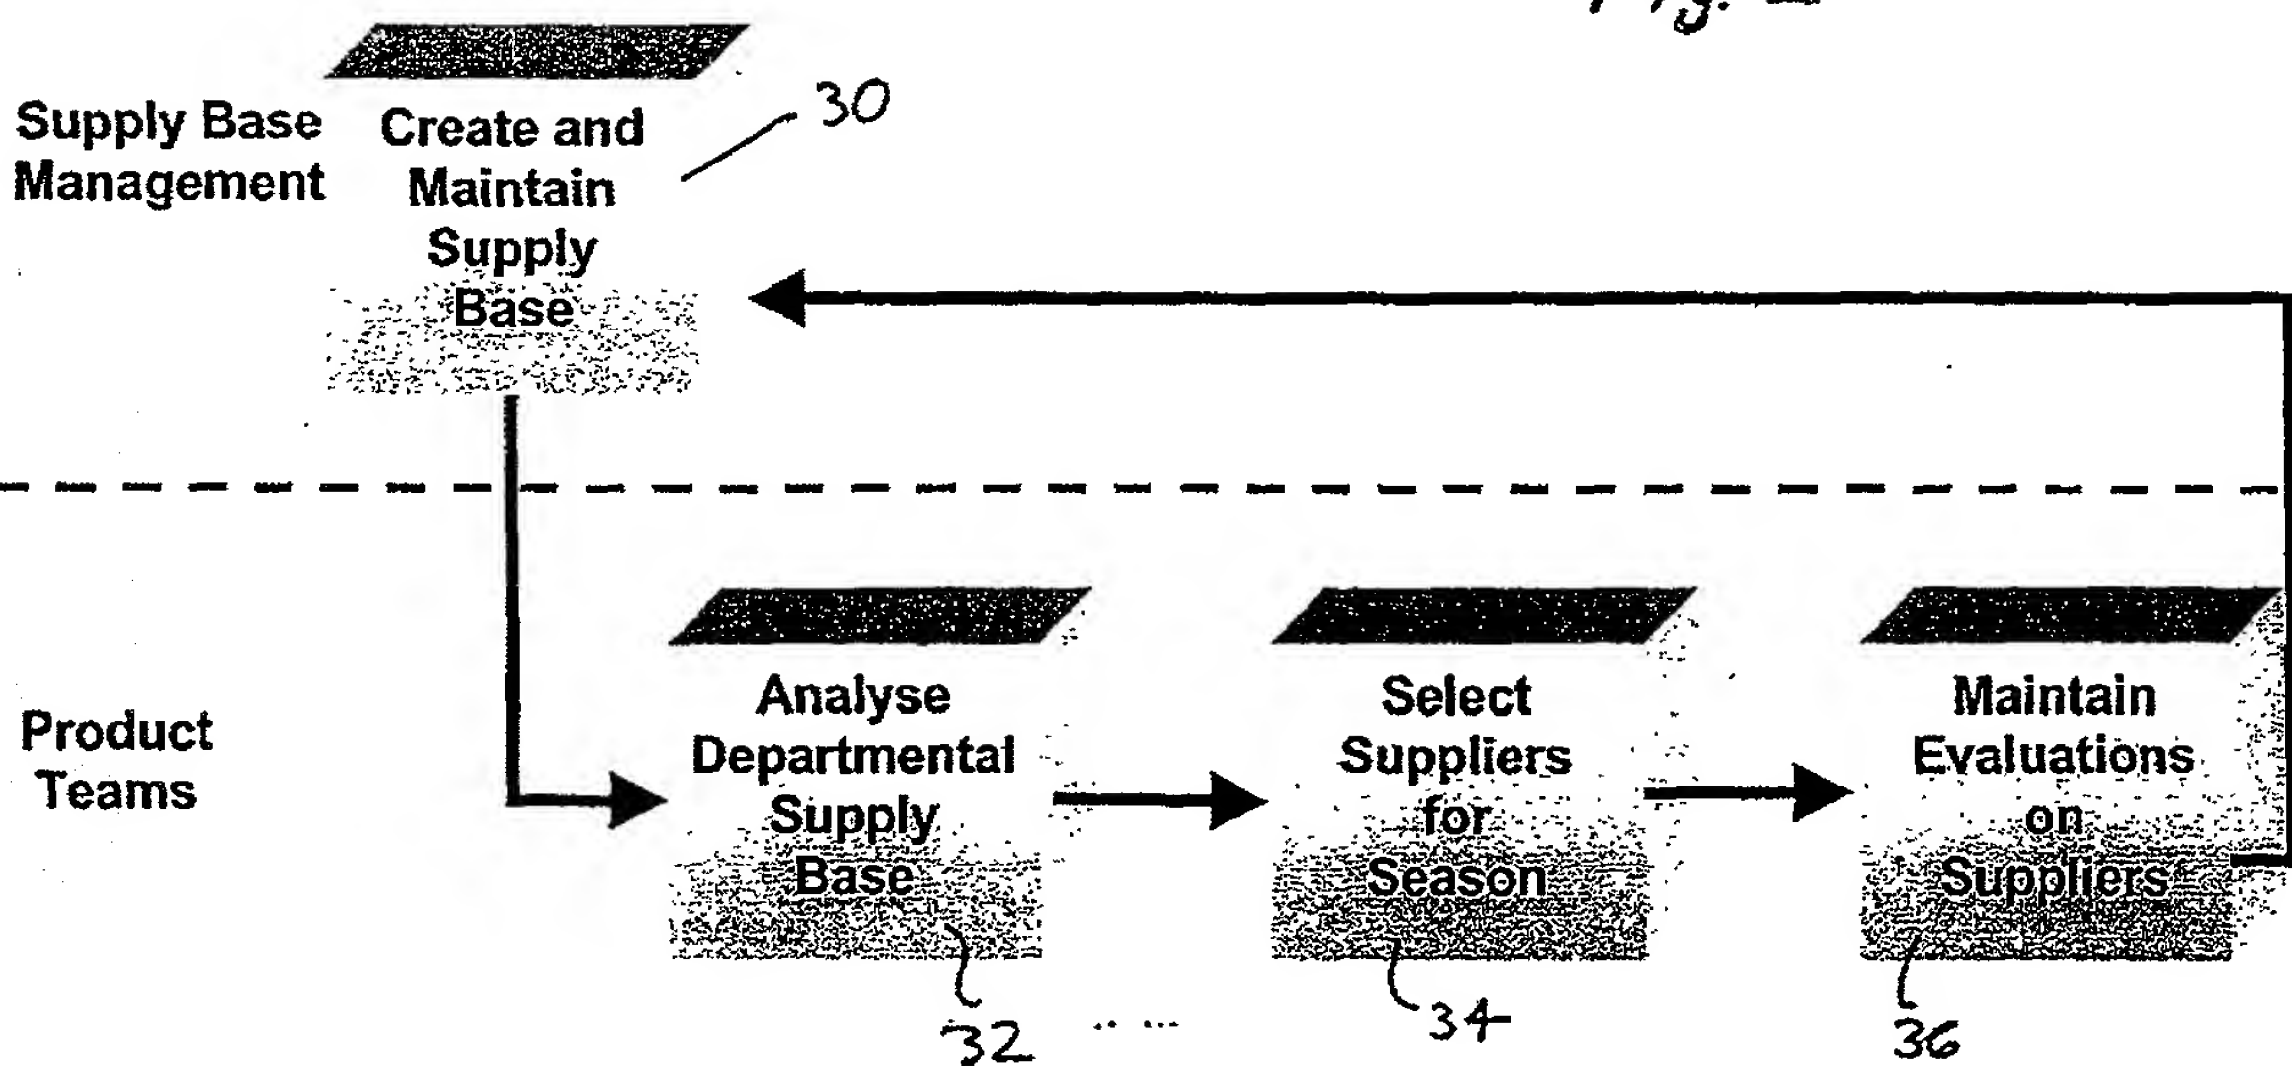 Supply Base
Management
Create and
Maintain
Supply
Base
30
Product
Teams
Analyse
Departmental
Supply
Base
32
Select
Suppliers
for
Season
34
Maintain
Evaluations
on
Suppliers
36